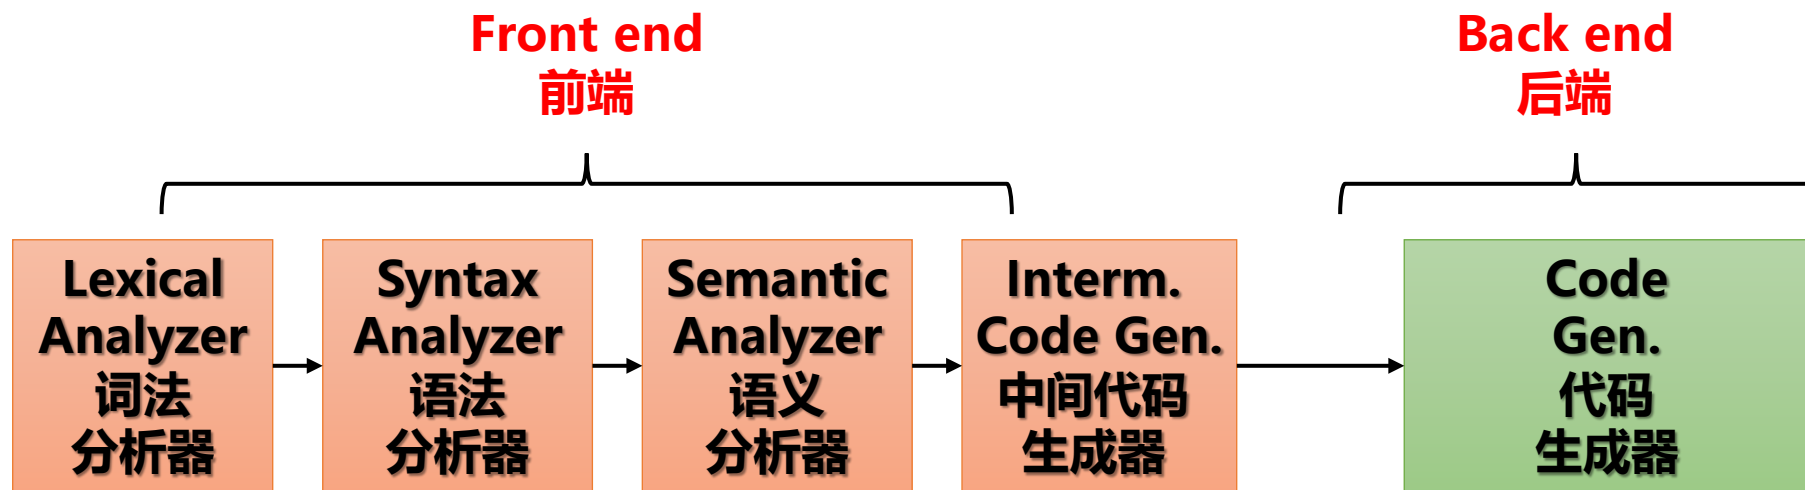 Front end
前端
Back end
后端
Lexical
Analyzer
词法
分析器
Syntax
Analyzer
语法
分析器
Semantic
Analyzer
语义
分析器
Interm.
Code Gen.
中间代码
生成器
Code
Gen.
代码
生成器